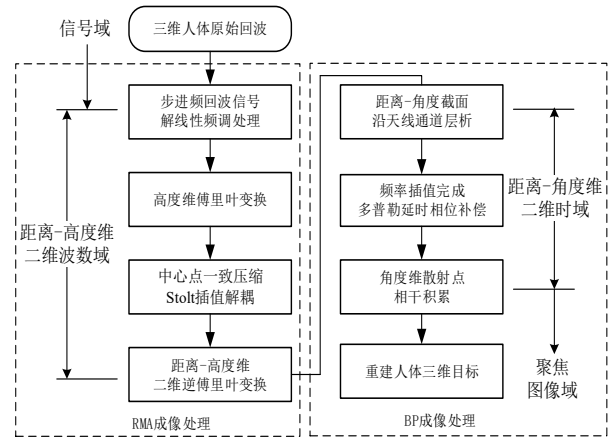 信号域
三维人体原始回波
步进频回波信号
解线性频调处理
高度维傅里叶变换
距离-高度维
二维波数域
中心点一致压缩
Stolt插值解耦
距离-高度维
二维逆傅里叶变换
RMA成像处理
距离-角度截面
沿天线通道层析
频率插值完成
多普勒延时相位补偿
距离-角度维
二维时域
角度维散射点
相干积累
重建人体三维目标
聚焦
图像域
BP成像处理